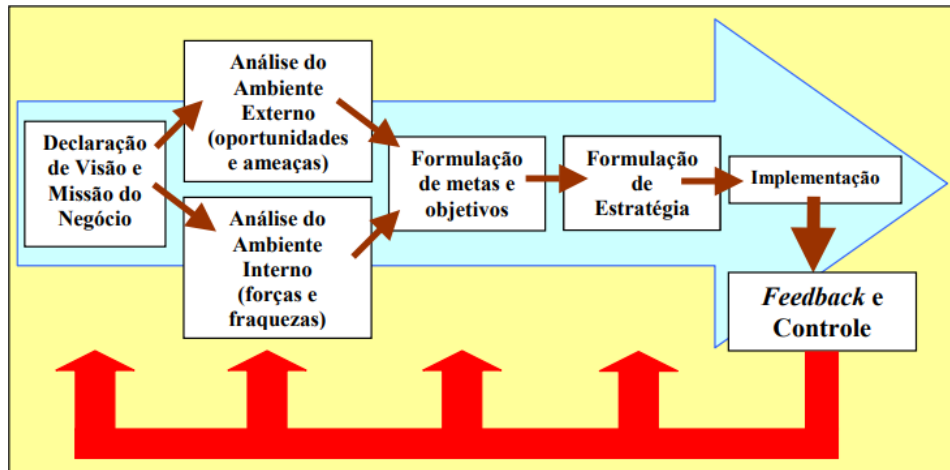 Declaração
de Visão e
Missão do
Negócio
Análise do
Ambiente
Externo
(oportunidades
e ameaças)
Análise do
Ambiente
Interno
(forças e
fraquezas)
Formulação
de metas e
objetivos
Formulação
de
Estratégia
Implementação
Feedback e
Controle